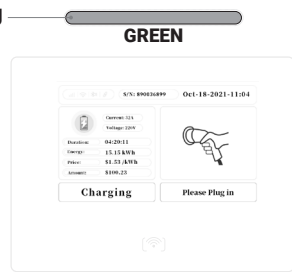 GREEN
S/N: 890036899 Oct-18-2021-11:04
Current: 32A
Voltage: 220V
Duration: 04:20:11
Energy: 15.15 kWh
Price: $1.53 /kWh
Amount: $100.23
Charging
Please Plug in